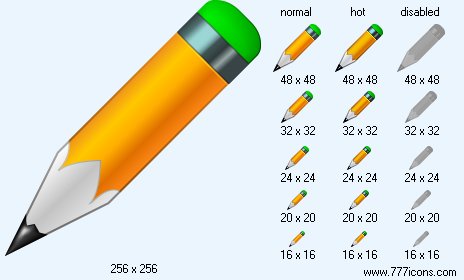 normal hot disabled
48 x 48 48 x 48 48 x 48
32 x 32 32 x 32 32 x 32
24 x 24 24 x 24 24 x 24
20 x 20 20 x 20 20 x 20
16 x 16 16 x 16 16 x 16
256 x 256
www.777icons.com